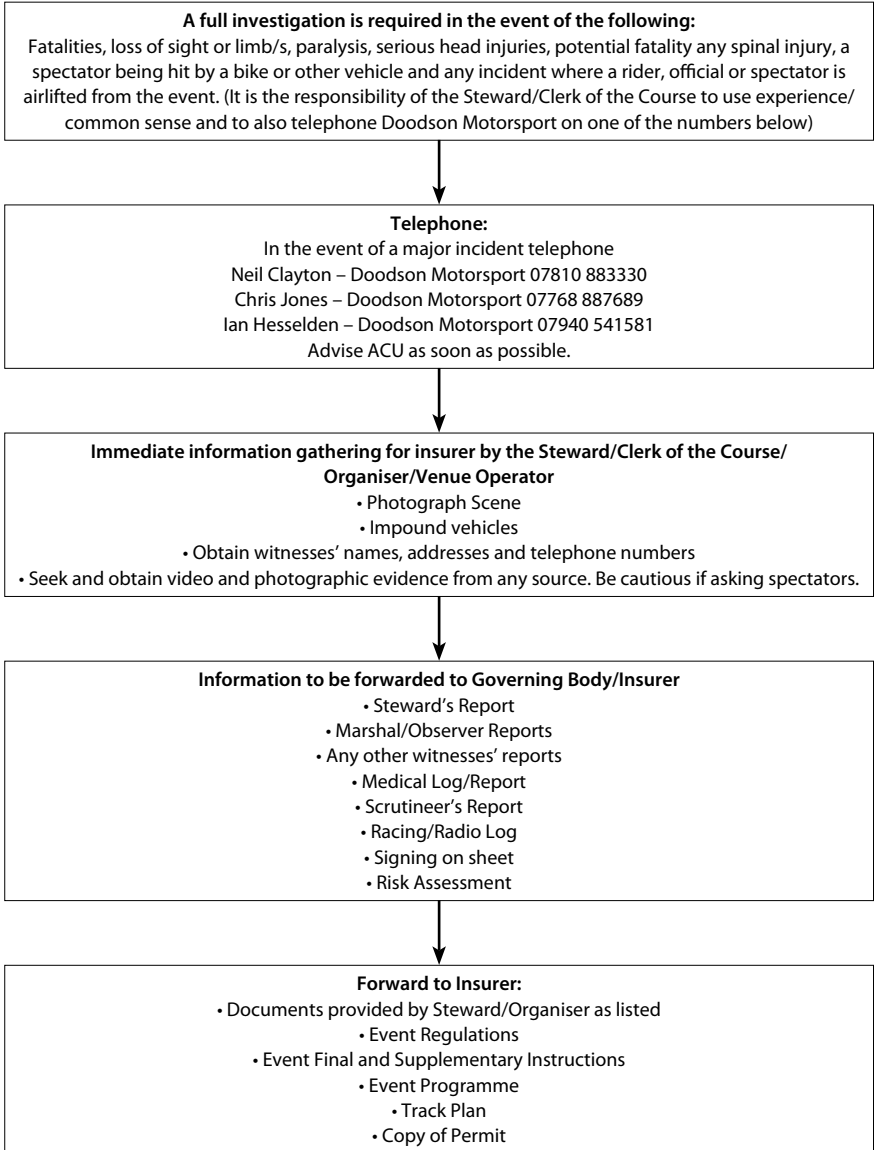 A full investigation is required in the event of the following:
Fatalities, loss of sight or limb/s, paralysis, serious head injuries, potential fatality any spinal injury, a
spectator being hit by a bike or other vehicle and any incident where a rider, official or spectator is
airlifted from the event. (It is the responsibility of the Steward/Clerk of the Course to use experience/
common sense and to also telephone Doodson Motorsport on one of the numbers below)
Telephone:
In the event of a major incident telephone
Neil Clayton – Doodson Motorsport 07810 883330
Chris Jones – Doodson Motorsport 07768 887689
Ian Hesselden – Doodson Motorsport 07940 541581
Advise ACU as soon as possible.
Immediate information gathering for insurer by the Steward/Clerk of the Course/
Organiser/Venue Operator
• Photograph Scene
• Impound vehicles
• Obtain witnesses’ names, addresses and telephone numbers
• Seek and obtain video and photographic evidence from any source. Be cautious if asking spectators.
Information to be forwarded to Governing Body/Insurer
• Steward’s Report
• Marshal/Observer Reports
• Any other witnesses’ reports
• Medical Log/Report
• Scrutineer’s Report
• Racing/Radio Log
• Signing on sheet
• Risk Assessment
Forward to Insurer:
• Documents provided by Steward/Organiser as listed
• Event Regulations
• Event Final and Supplementary Instructions
• Event Programme
• Track Plan
• Copy of Permit